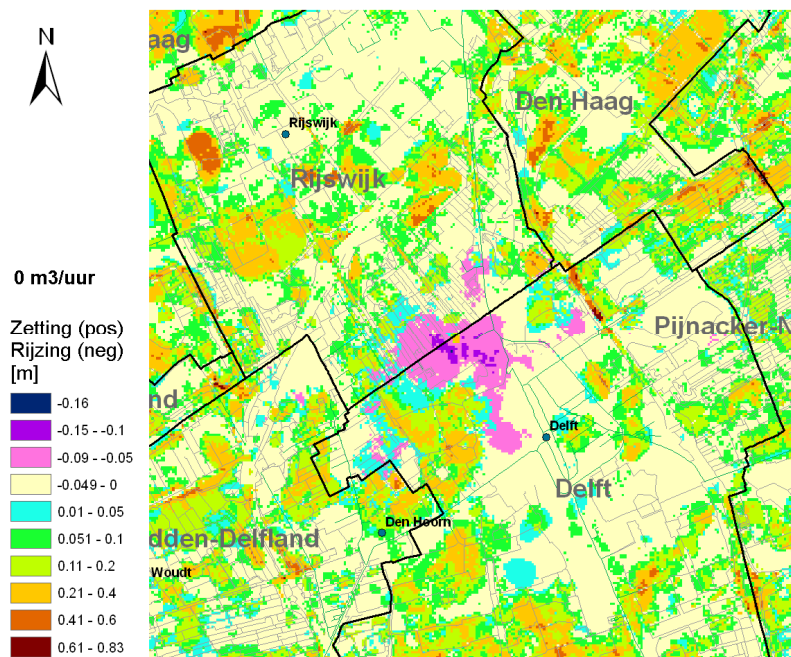 N
aag
Den Haag
Rijswijk
Rijswijk
0 m3/uur
Zetting (pos)
Rijzing (neg)
[m]
-0.16
-0.15 - -0.1
-0.09 - -0.05
-0.049 - 0
0.01 - 0.05
0.051 - 0.1
0.11 - 0.2
0.21 - 0.4
0.41 - 0.6
0.61 - 0.83
Pijnacker-N
nd
Delft
Delft
Den Hoorn
dden-Delfland
Woudt